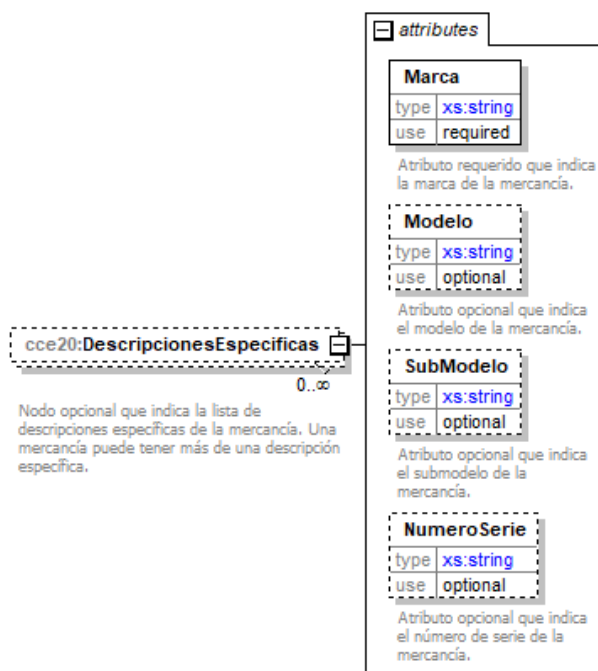 attributes
Marca
type xs:string
use required
Atributo requerido que indica
la marca de la mercancía.
Modelo
type xs:string
use optional
Atributo opcional que indica
el modelo de la mercancía.
cce20:DescripcionesEspecificas
0..∞
Nodo opcional que indica la lista de
descripciones específicas de la mercancía. Una
mercancía puede tener más de una descripción
específica.
SubModelo
type xs:string
use optional
Atributo opcional que indica
el submodelo de la
mercancía.
NumeroSerie
type xs:string
use optional
Atributo opcional que indica
el número de serie de la
mercancía.